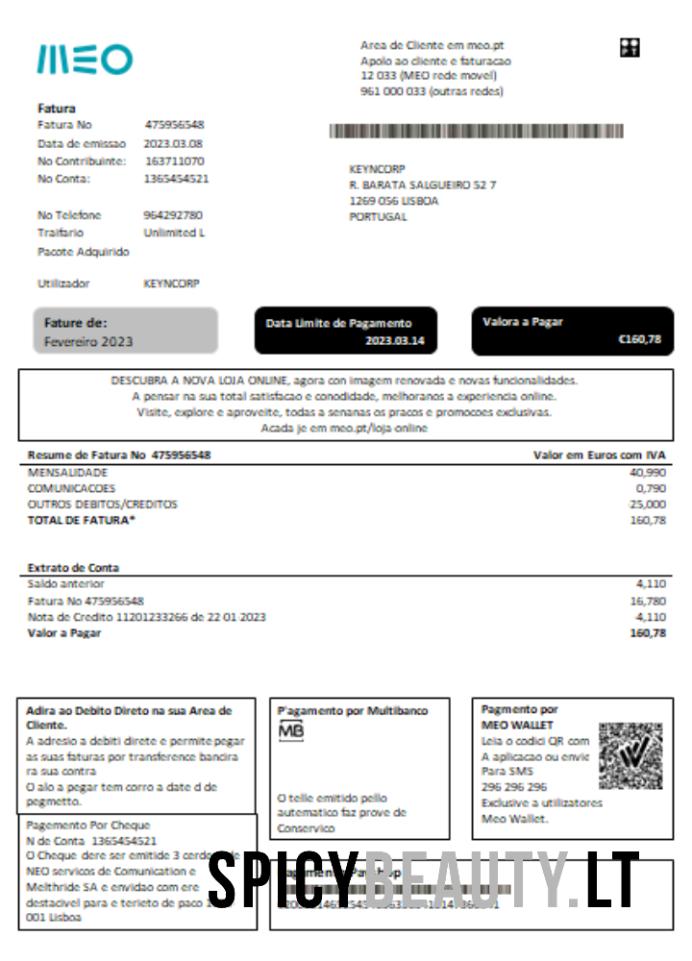 MEO
Area de Cliente em meo.pt
Apolo ao cliente e faturacao
12 033 (MEO rede movel)
961 000 033 (outras redes)
Fatura
Fatura No 475956548
Data de emissao 2023.03.08
No Contribuinte: 163711070
No Conta: 1365454521
KEYNCORP
R. BARATA SALGUEIRO 52 7
1269 056 LISBOA
PORTUGAL
No Telefone 964292780
Traifario Unlimited L
Pacote Adquirido
Utilizador KEYNCORP
Fature de:
Fevereiro 2023
Data Limite de Pagamento
2023.03.14
Valora a Pagar
€160,78
DESCUBRA A NOVA LOJA ONLINE, agora con imagem renovada e novas funcionalidades.
A pensar na sua total satisfacao e conodidade, melhoranos a experiencia online.
Visite, explore e aproveite, todas a senanas os pracos e promocoes exclusivas.
Acada je em meo.pt/loja online
Resume de Fatura No 475956548 Valor em Euros com IVA
MENSALIDADE 40,990
COMUNICACOES 0,790
OUTROS DEBITOS/CREDITOS 25,000
TOTAL DE FATURA* 160,78
Extrato de Conta
Saldo anterior 4,110
Fatura No 475956548 16,780
Nota de Credito 11201233266 de 22 01 2023 4,110
Valor a Pagar 160,78
Adira ao Debito Direto na sua Area de
Cliente.
A adresio a debiti direte e permite pegar
as suas faturas por transference bancira
ra sua contra
O alo a pegar tem corro a date d de
pegmetto.
P'agamento por Multibanco
MB
O telle emitido pello
automatico faz prove de
Conservico
Pagmento por
MEO WALLET
Leia o codici QR com
A aplicacao ou envie
Para SMS
296 296 296
Exclusive a utilizatores
Meo Wallet.
Pagemento Por Cheque
N de Conta 1365454521
O Cheque dere ser emitide 3
NEO servicos de Comunication e
Melthride SA e envidao com ere
destacivel para e terieto de paco
001 Lisboa
SPICYBEAUTY.LT